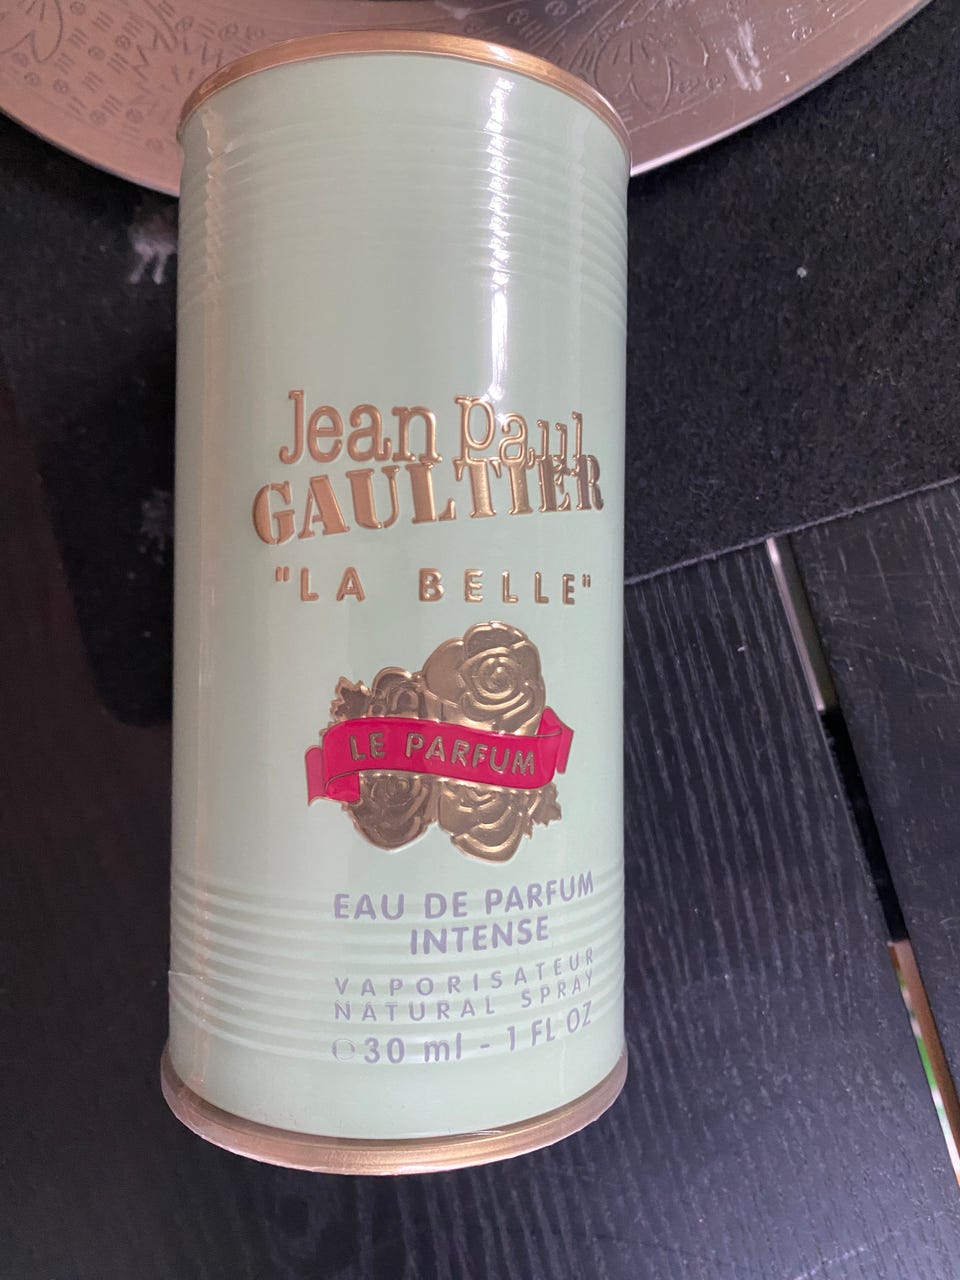 Jean Paul
GAULTIER
"LA BELLE"
LE PARFUM
EAU DE PARFUM
INTENSE
VAPORISATEUR
NATURAL SPRAY
℮30 ml - 1 FL OZ